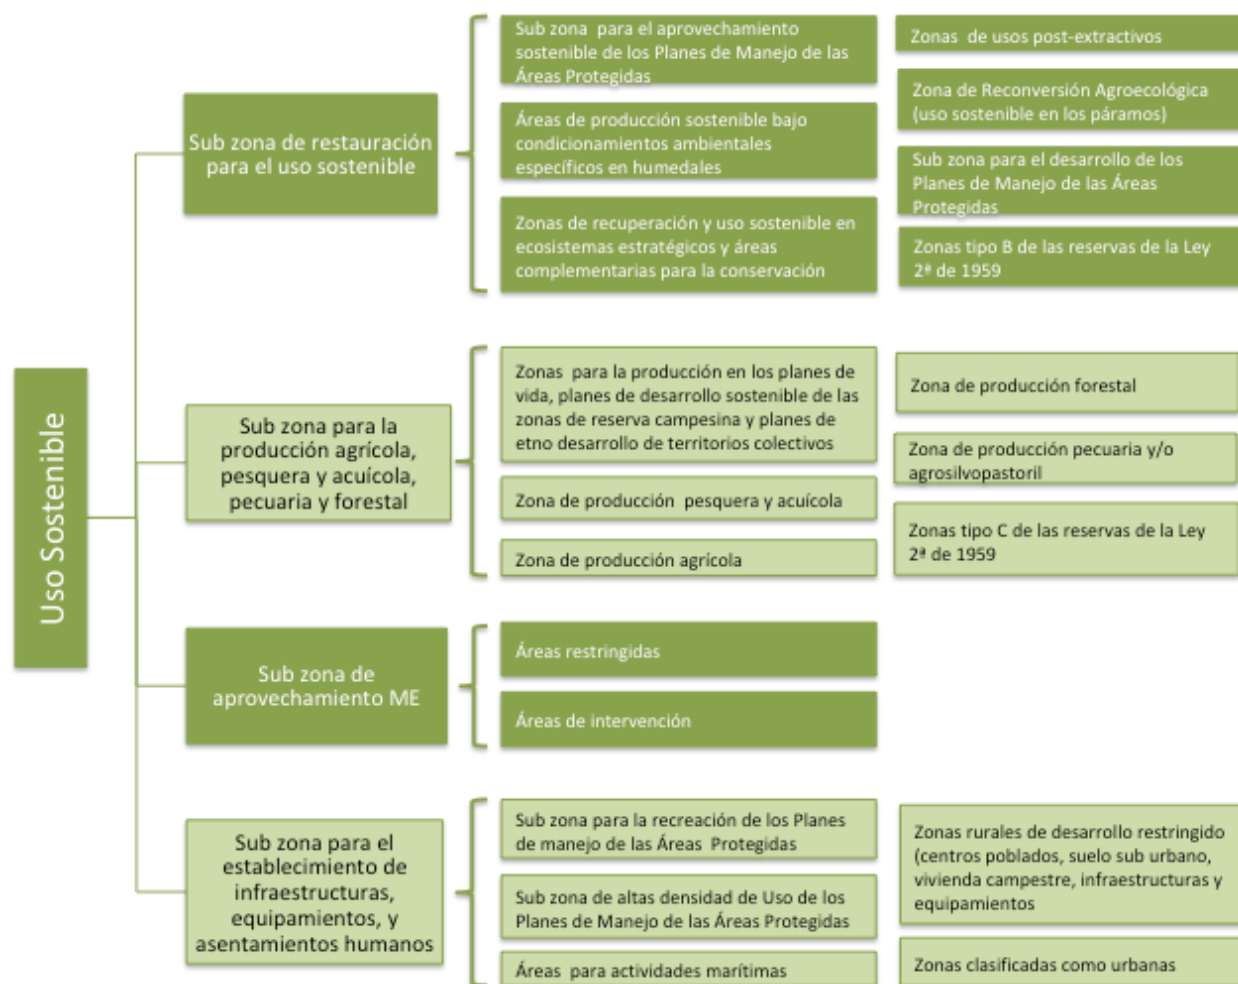 Uso Sostenible
Sub zona de restauración
para el uso sostenible
Sub zona para el aprovechamiento
sostenible de los Planes de Manejo de las
Áreas Protegidas
Áreas de producción sostenible bajo
condicionamientos ambientales
específicos en humedales
Zonas de recuperación y uso sostenible en
ecosistemas estratégicos y áreas
complementarias para la conservación
Zonas de usos post-extractivos
Zona de Reconversión Agroecológica
(uso sostenible en los páramos)
Sub zona para el desarrollo de los
Planes de Manejo de las Áreas
Protegidas
Zonas tipo B de las reservas de la Ley
2ª de 1959
Sub zona para la
producción agrícola,
pesquera y acuícola,
pecuaria y forestal
Zonas para la producción en los planes de
vida, planes de desarrollo sostenible de las
zonas de reserva campesina y planes de
etno desarrollo de territorios colectivos
Zona de producción pesquera y acuícola
Zona de producción agrícola
Zona de producción forestal
Zona de producción pecuaria y/o
agrosilvopastoril
Zonas tipo C de las reservas de la Ley
2ª de 1959
Sub zona de
aprovechamiento ME
Áreas restringidas
Áreas de intervención
Sub zona para el
establecimiento de
infraestructuras,
equipamientos, y
asentamientos humanos
Sub zona para la recreación de los Planes
de manejo de las Áreas Protegidas
Sub zona de altas densidad de Uso de los
Planes de Manejo de las Áreas Protegidas
Áreas para actividades marítimas
Zonas rurales de desarrollo restringido
(centros poblados, suelo sub urbano,
vivienda campestre, infraestructuras y
equipamientos
Zonas clasificadas como urbanas